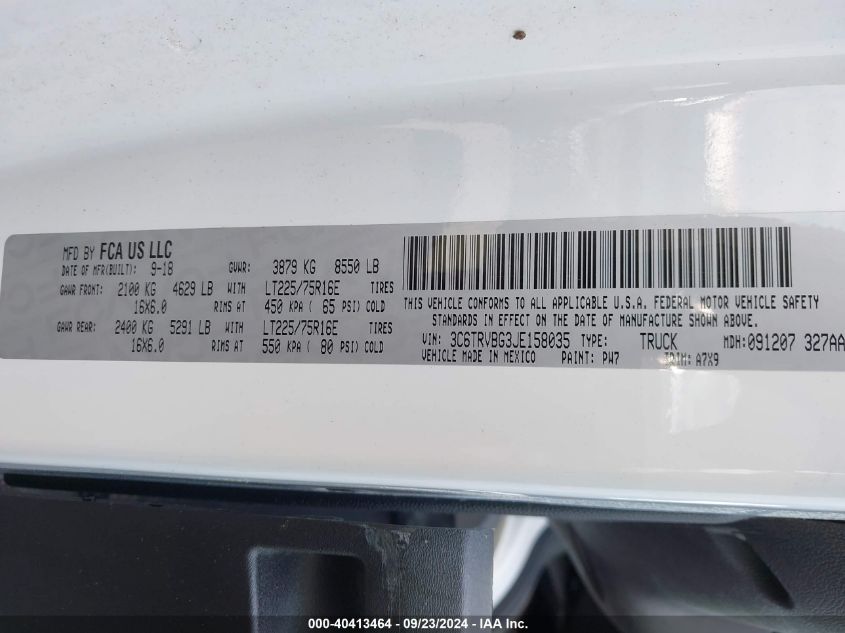 MFD BY FCA US LLC
DATE OF MFR(BUILT): 9-18 GVWR: 3879 KG 8550 LB
GAWR FRONT: 2100 KG 4629 LB WITH LT225/75R16E TIRES
16X6.0 RIMS AT 450 KPA ( 65 PSI) COLD
GAWR REAR: 2400 KG 5291 LB WITH LT225/75R16E TIRES
16X6.0 RIMS AT 550 KPA ( 80 PSI) COLD
THIS VEHICLE CONFORMS TO ALL APPLICABLE U.S.A. FEDERAL MOTOR VEHICLE SAFETY
STANDARDS IN EFFECT ON THE DATE OF MANUFACTURE SHOWN ABOVE.
VIN: 3C6TRVBG3JE158035 TYPE: TRUCK MDH: 091207 327AA
VEHICLE MADE IN MEXICO PAINT: PW7 TRIM: A7X9
000-40413464 - 09/23/2024 - IAA Inc.